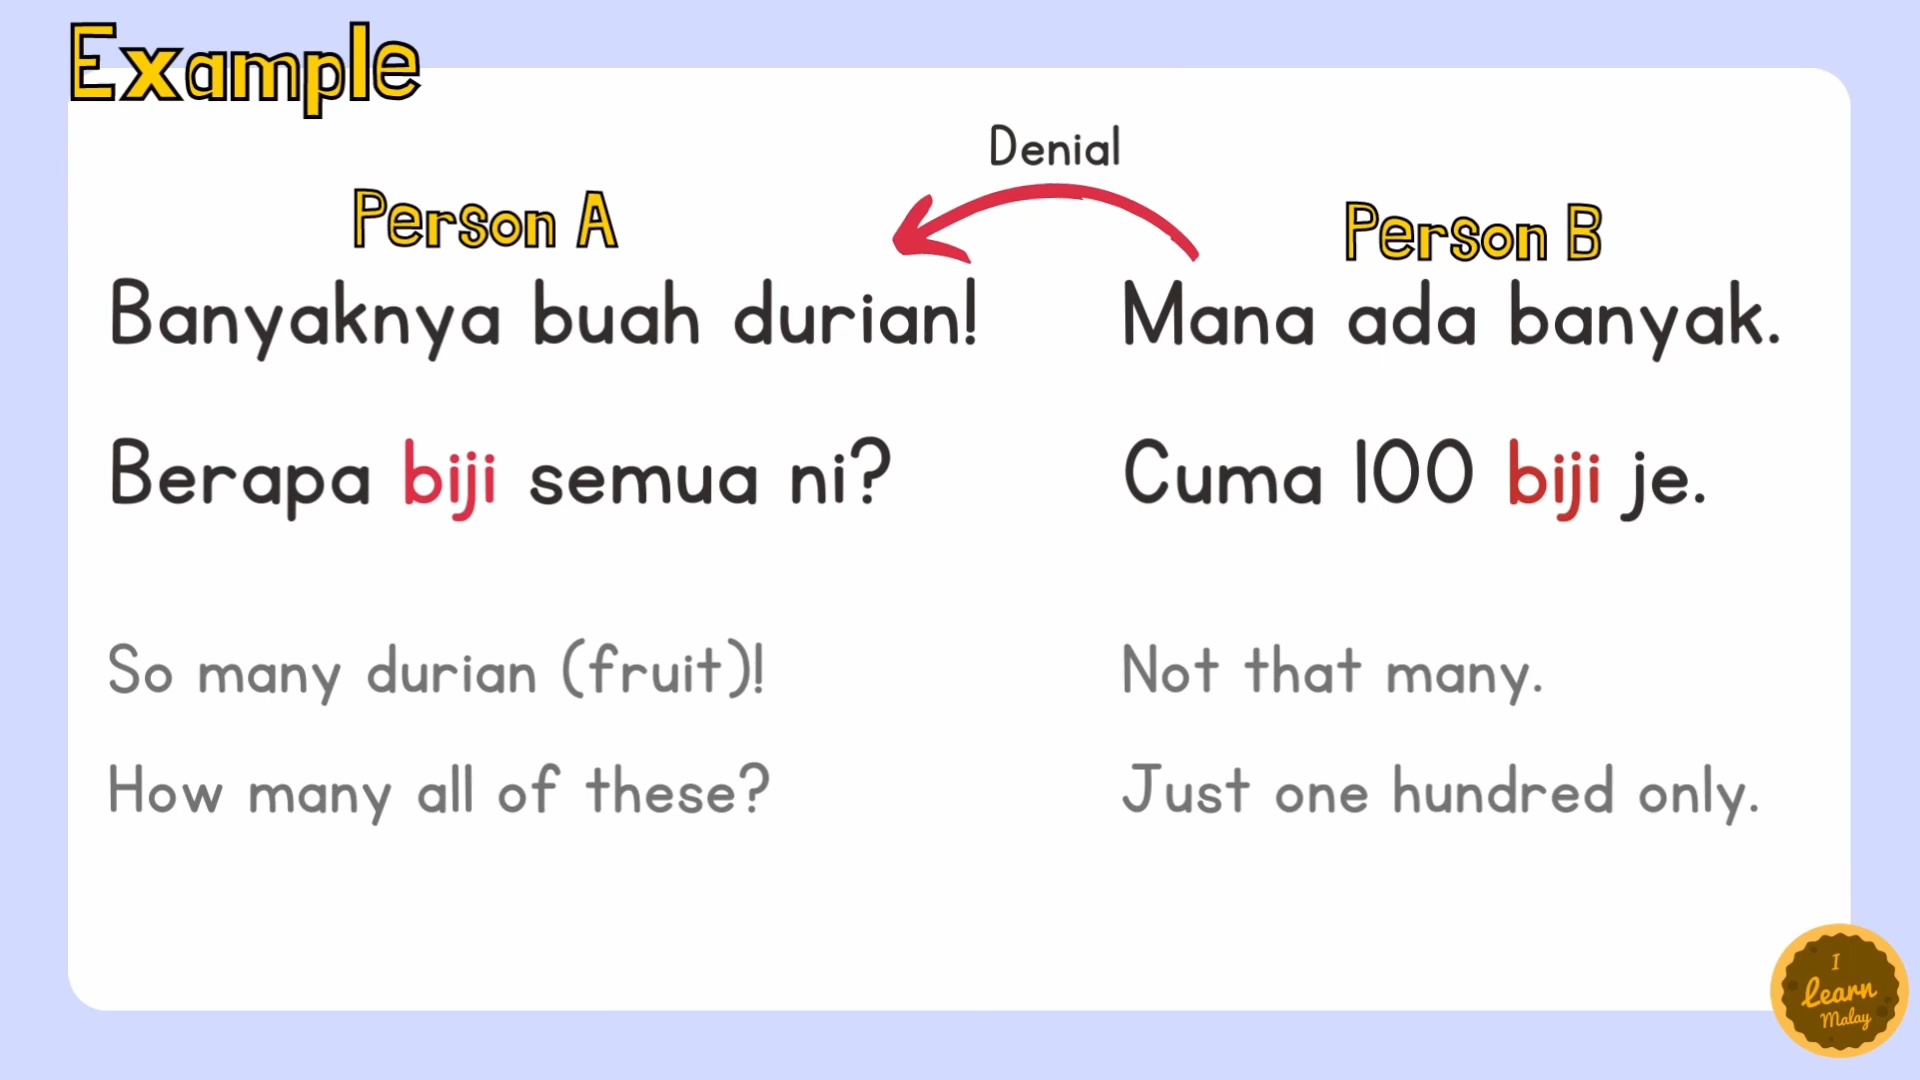 Example
Denial
Person A
Banyaknya buah durian!
Berapa biji semua ni?
So many durian (fruit)!
How many all of these?
Person B
Mana ada banyak.
Cuma 100 biji je.
Not that many.
Just one hundred only.
I
Learn
Malay